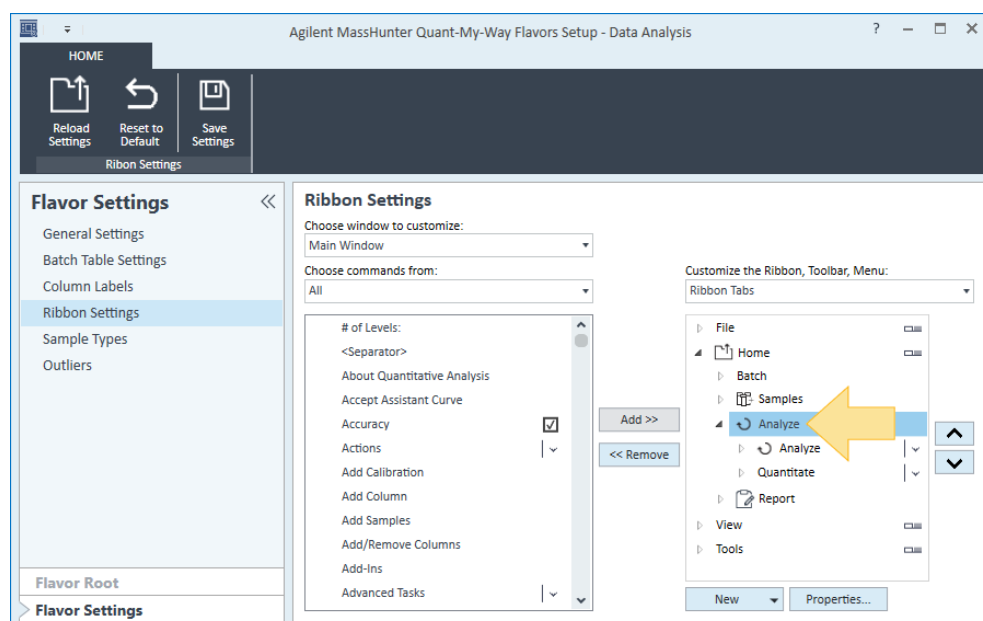 Agilent MassHunter Quant-My-Way Flavors Setup - Data Analysis
?
HOME
Reload Settings
Reset to Default
Save Settings
Ribon Settings
Flavor Settings
General Settings
Batch Table Settings
Column Labels
Ribbon Settings
Sample Types
Outliers
Flavor Root
Flavor Settings
Ribbon Settings
Choose window to customize:
Main Window
Choose commands from:
All
# of Levels:
<Separator>
About Quantitative Analysis
Accept Assistant Curve
Accuracy
Actions
Add Calibration
Add Column
Add Samples
Add/Remove Columns
Add-Ins
Advanced Tasks
Add >>
<< Remove
Customize the Ribbon, Toolbar, Menu:
Ribbon Tabs
File
Home
Batch
Samples
Analyze
Analyze
Quantitate
Report
View
Tools
New
Properties...